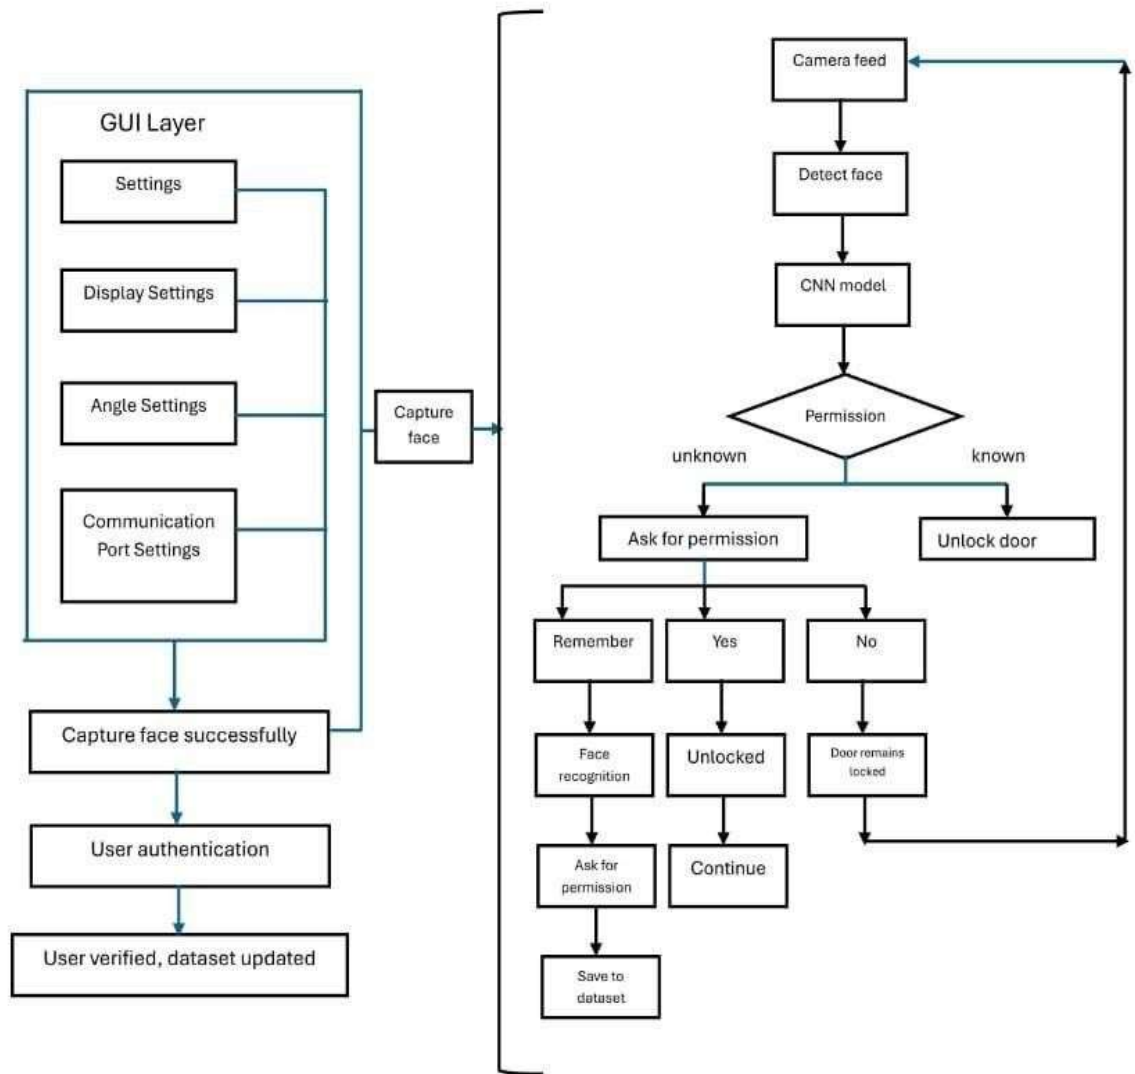 GUI Layer
Settings
Display Settings
Angle Settings
Communication
Port Settings
Capture face successfully
User authentication
User verified, dataset updated
Capture
face
Camera feed
Detect face
CNN model
Permission
unknown
known
Ask for permission
Unlock door
Remember
Yes
No
Face
recognition
Unlocked
Door remains
locked
Ask for
permission
Continue
Save to
dataset